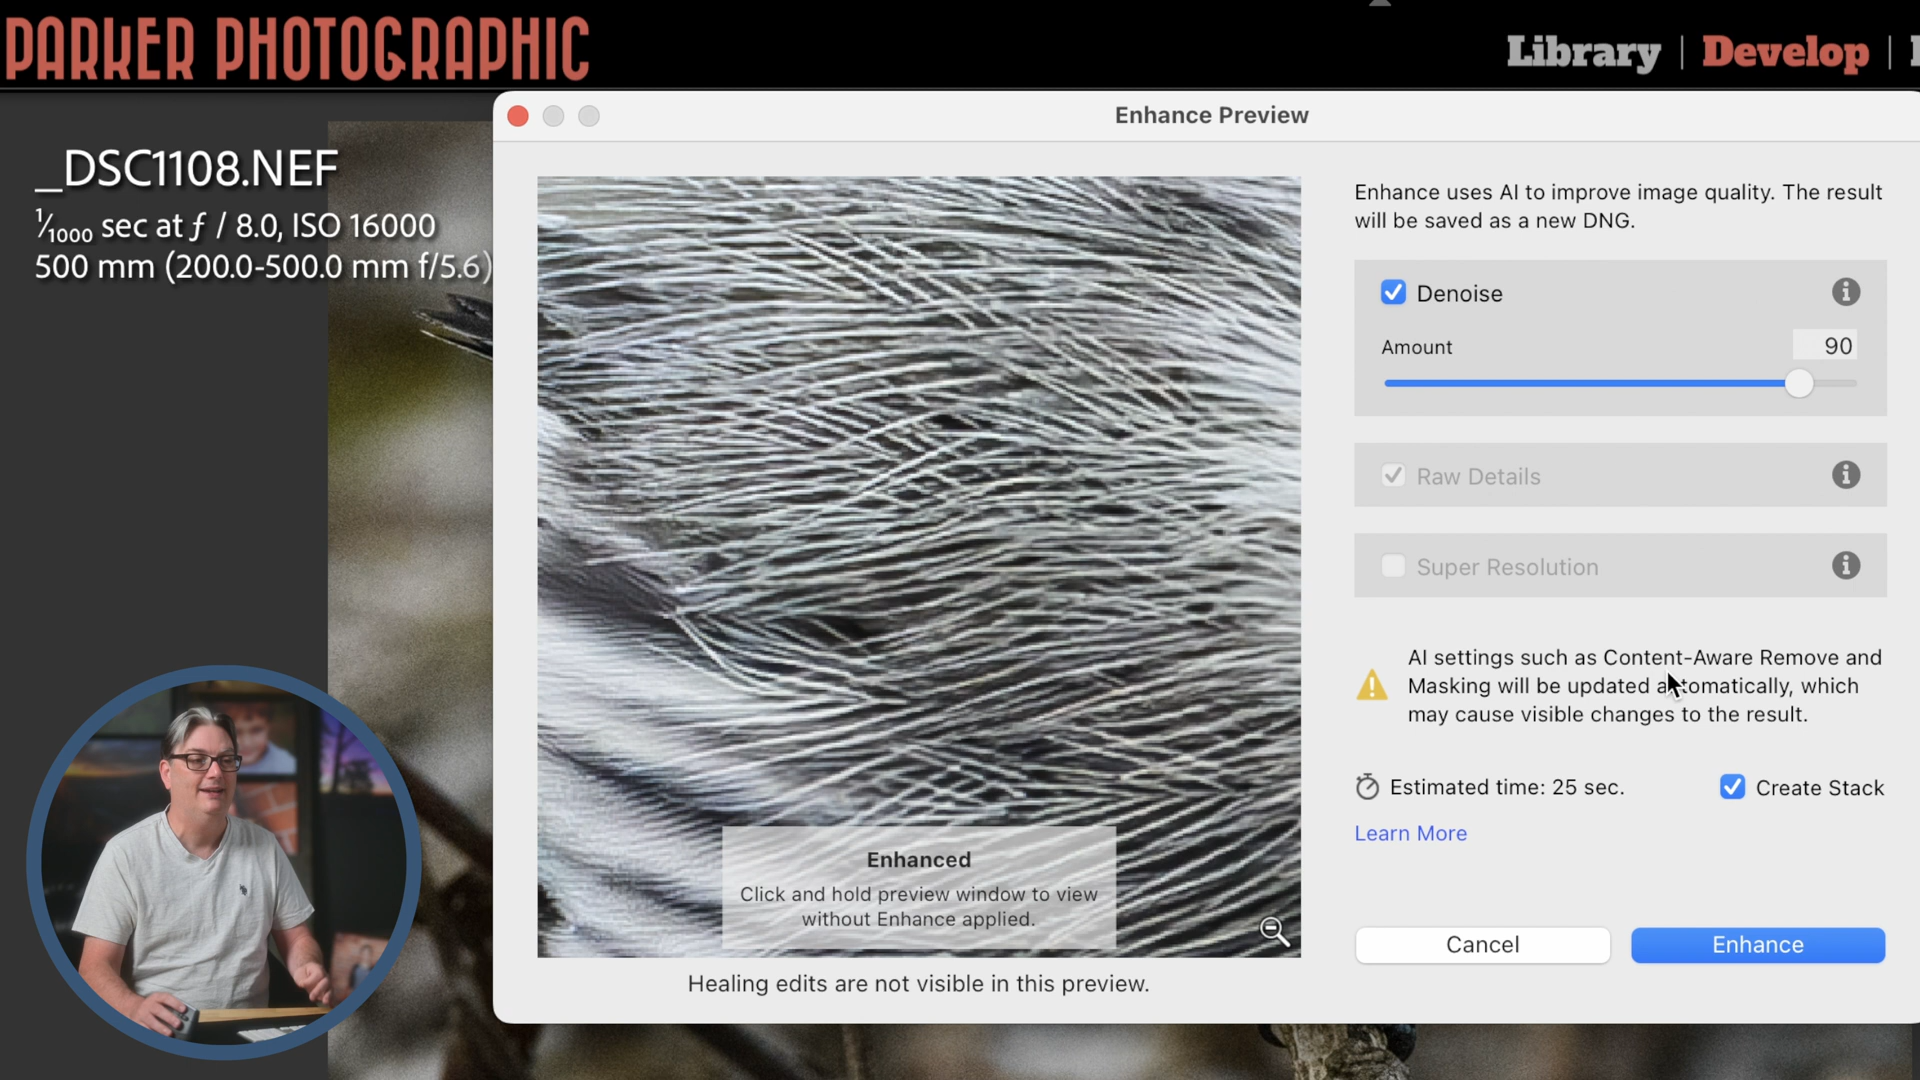 PARKER PHOTOGRAPHIC
Library | Develop |
Enhance Preview
_DSC1108.NEF
1/1000 sec at ƒ / 8.0, ISO 16000
500 mm (200.0-500.0 mm f/5.6)
Enhance uses AI to improve image quality. The result
will be saved as a new DNG.
Denoise
Amount 90
Raw Details
Super Resolution
AI settings such as Content-Aware Remove and
Masking will be updated automatically, which
may cause visible changes to the result.
Estimated time: 25 sec.
Create Stack
Learn More
Enhanced
Click and hold preview window to view
without Enhance applied.
Cancel
Enhance
Healing edits are not visible in this preview.